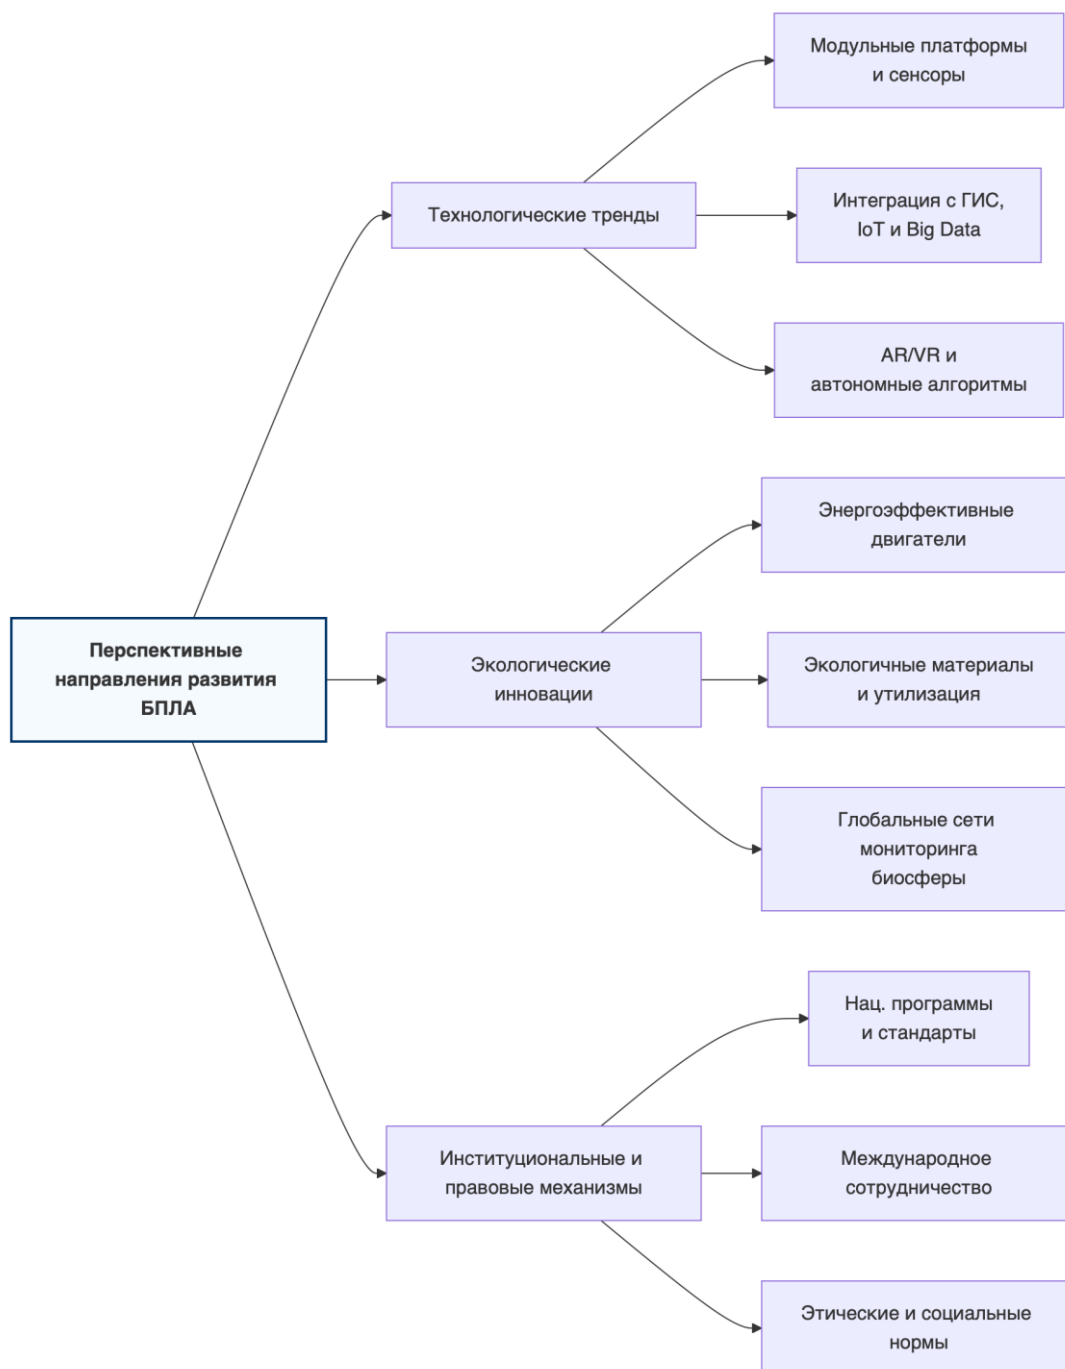 Перспективные
направления развития
БПЛА
Технологические тренды
Модульные платформы
и сенсоры
Интеграция с ГИС,
IoT и Big Data
AR/VR и
автономные алгоритмы
Экологические
инновации
Энергоэффективные
двигатели
Экологичные материалы
и утилизация
Глобальные сети
мониторинга
биосферы
Институциональные и
правовые механизмы
Нац. программы
и стандарты
Международное
сотрудничество
Этические и социальные
нормы